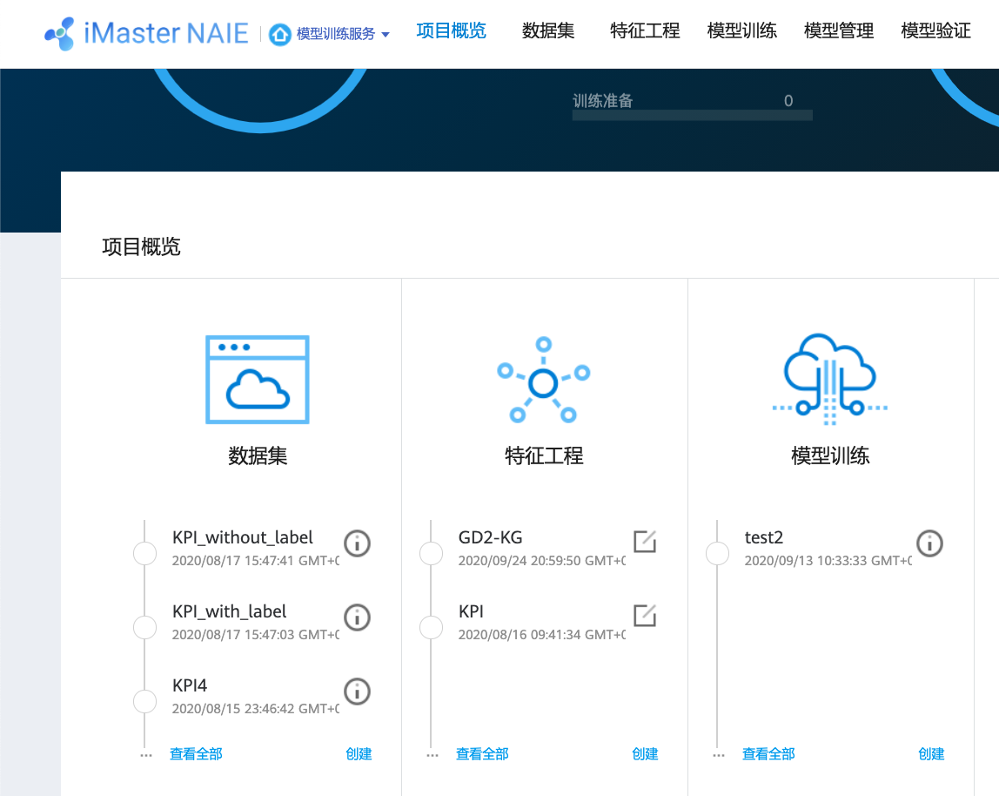 iMaster NAIE 模型训练服务 项目概览 数据集 特征工程 模型训练 模型管理 模型验证
训练准备 0
项目概览
数据集
KPI_without_label
2020/08/17 15:47:41 GMT+0
KPI_with_label
2020/08/17 15:47:03 GMT+0
KPI4
2020/08/15 23:46:42 GMT+0
... 查看全部 创建
特征工程
GD2-KG
2020/09/24 20:59:50 GMT+0
KPI
2020/08/16 09:41:34 GMT+0
... 查看全部 创建
模型训练
test2
2020/09/13 10:33:33 GMT+0
... 查看全部 创建